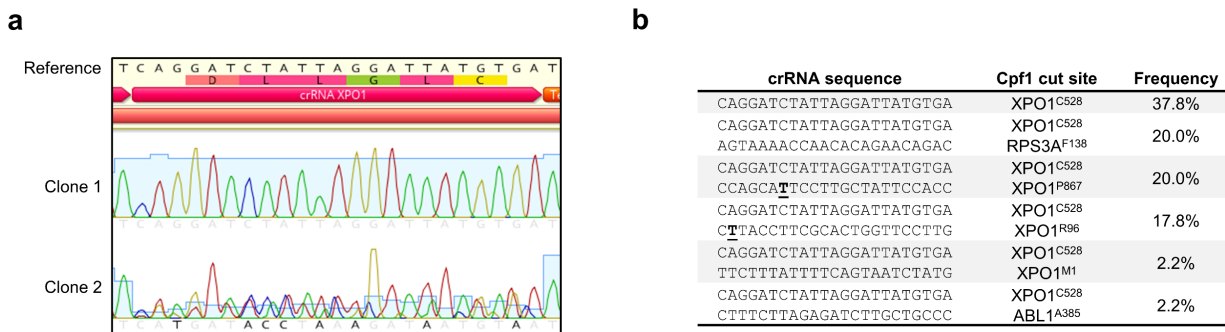 a
b
Reference
T C A G G A T C T A T T A G G A T T A T G T G A T
D L L G L C
crRNA XPO1
Te
Clone 1
T C A G G A T C T A T T A G G A T T A T G T G A T
Clone 2
T C A T G A T A C C T A A A G A T A A T G T A A T
crRNA sequence Cpf1 cut site Frequency
CAGGATCTATTAGGATTATGTGA XPO1C528 37.8%
CAGGATCTATTAGGATTATGTGA XPO1C528
20.0%
AGTAAAACCAACACAGAACAGAC RPS3AF138
CAGGATCTATTAGGATTATGTGA XPO1C528
20.0%
CCAGCATTCCTTGCTATTCCACC XPO1P867
CAGGATCTATTAGGATTATGTGA XPO1C528
17.8%
CTTACCTTCGCACTGGTTCCTTG XPO1R96
CAGGATCTATTAGGATTATGTGA XPO1C528
2.2%
TTCTTTATTTTCAGTAATCTATG XPO1M1
CAGGATCTATTAGGATTATGTGA XPO1C528
2.2%
CTTTCTTAGAGATCTTGCTGCCC ABL1A385